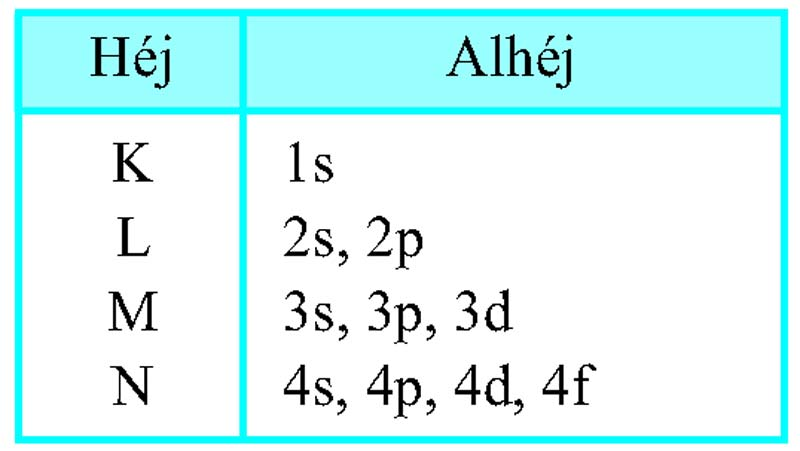 Héj Alhéj
K 1s
L 2s, 2p
M 3s, 3p, 3d
N 4s, 4p, 4d, 4f